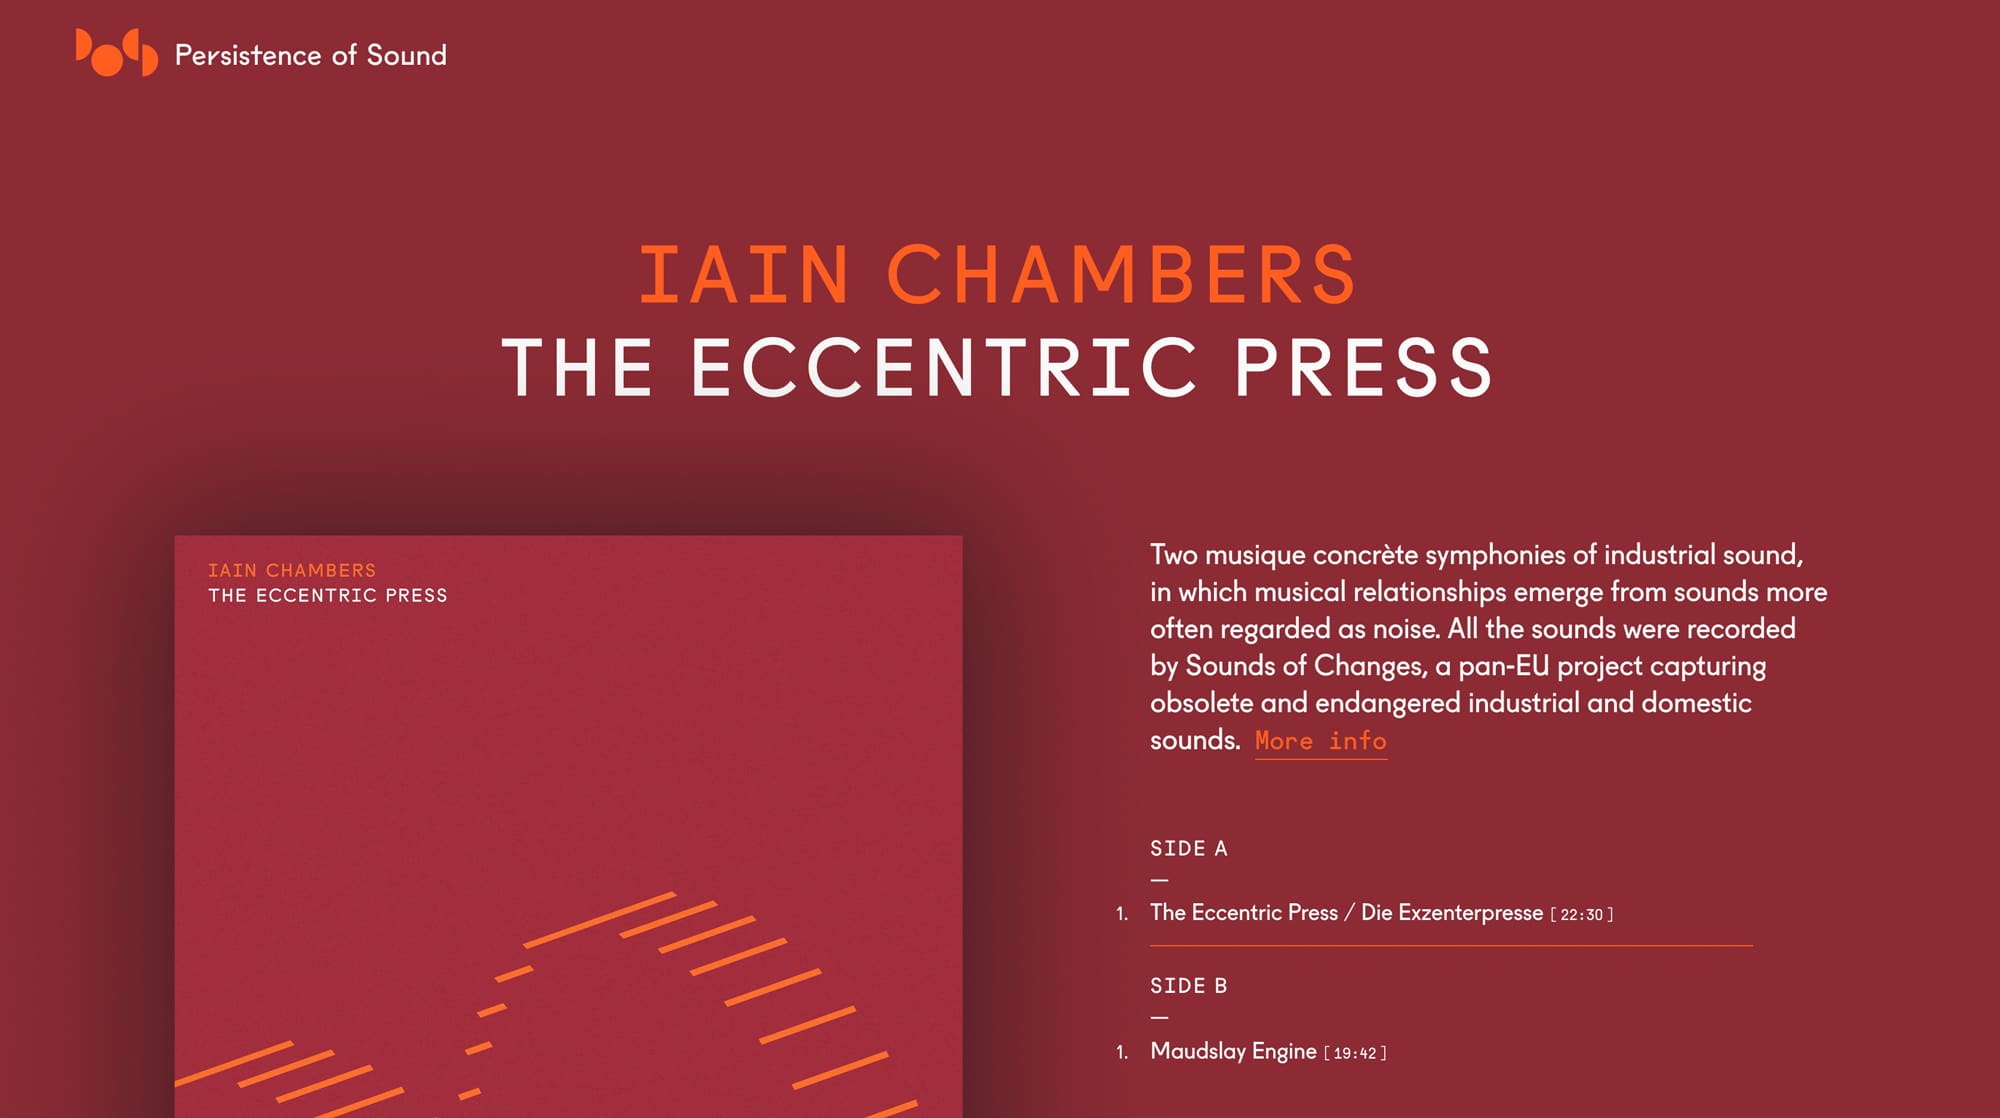 Persistence of Sound
IAIN CHAMBERS
THE ECCENTRIC PRESS
IAIN CHAMBERS
THE ECCENTRIC PRESS
Two musique concrète symphonies of industrial sound,
in which musical relationships emerge from sounds more
often regarded as noise. All the sounds were recorded
by Sounds of Changes, a pan-EU project capturing
obsolete and endangered industrial and domestic
sounds. More info
SIDE A
—
1. The Eccentric Press / Die Exzenterpresse [22:30]
SIDE B
—
1. Maudslay Engine [19:42]